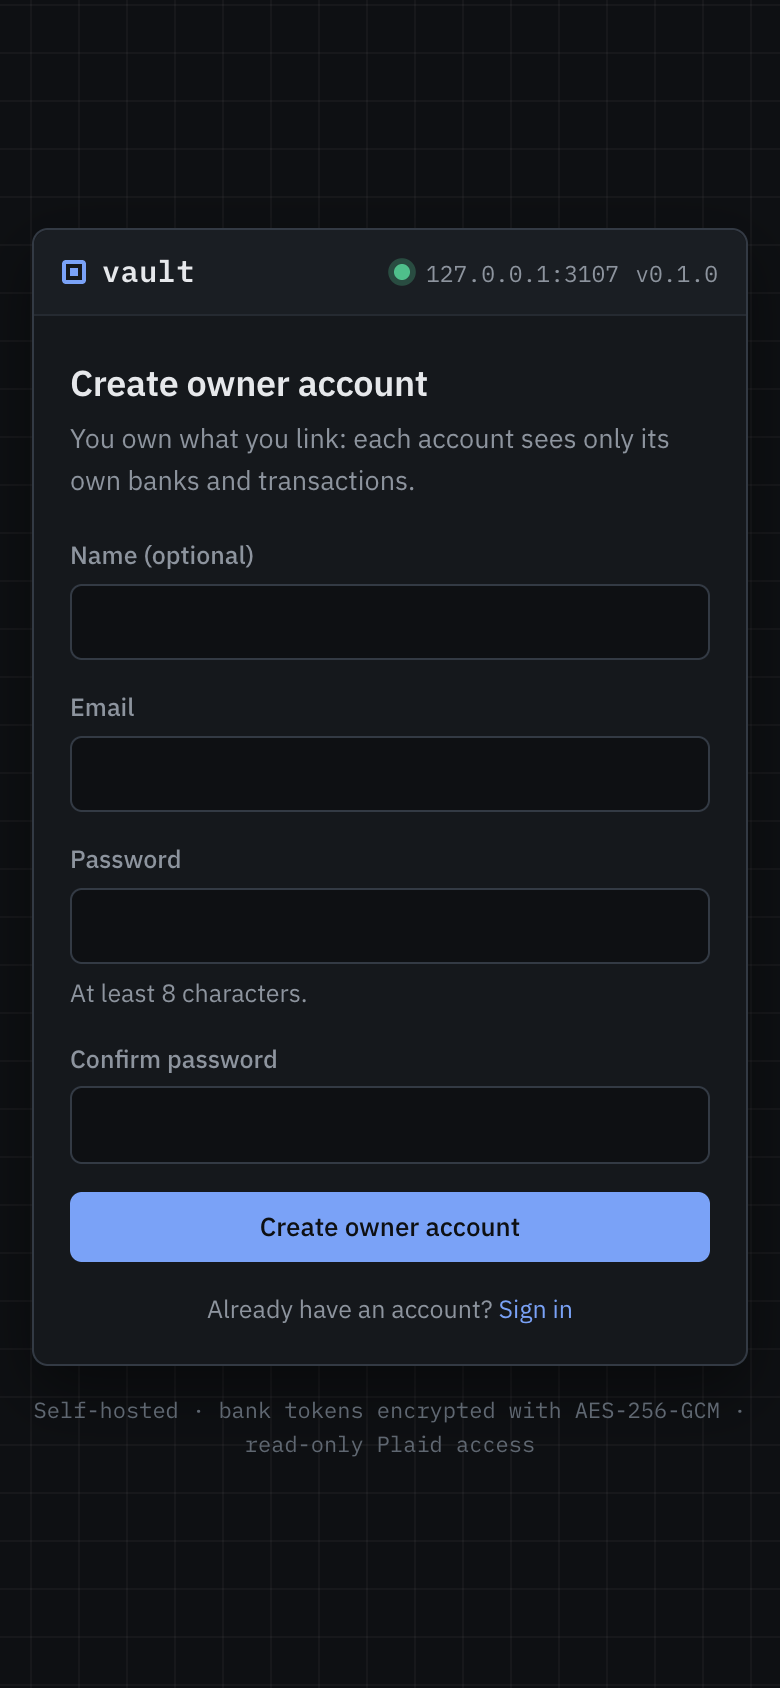 vault
127.0.0.1:3107 v0.1.0
Create owner account
You own what you link: each account sees only its
own banks and transactions.
Name (optional)
Email
Password
At least 8 characters.
Confirm password
Create owner account
Already have an account? Sign in
Self-hosted · bank tokens encrypted with AES-256-GCM ·
read-only Plaid access